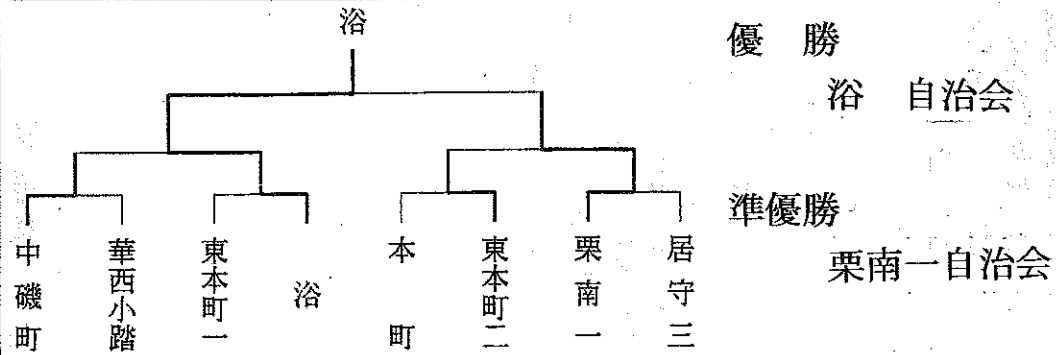 浴
優 勝
浴 自治会
準優勝
栗南一自治会
中磯町
華西小踏
東本町一
浴
本町
東本町二
栗南一
居守三